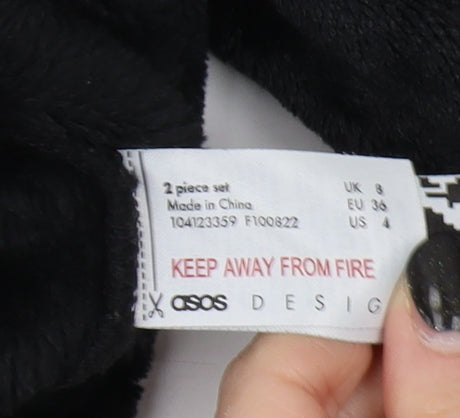 2 piece set UK 8
Made in China EU 36
104123359 F100822 US 4
KEEP AWAY FROM FIRE
asos DESIG